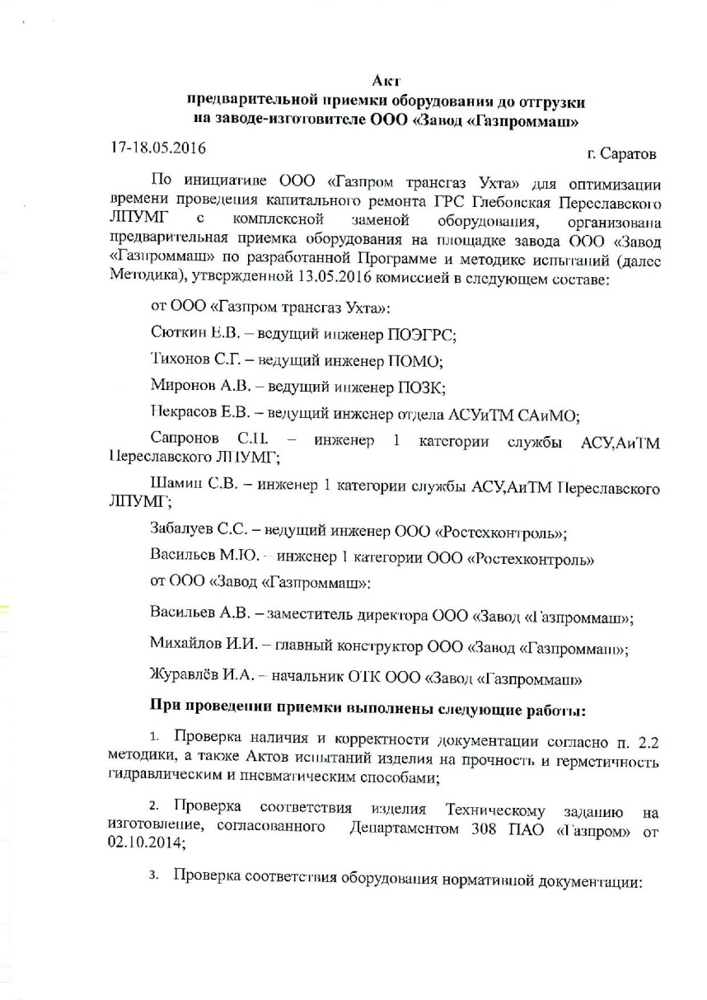 Акт
предварительной приемки оборудования до отгрузки
на заводе-изготовителе ООО «Завод «Газпроммаш»
17-18.05.2016 г. Саратов
По инициативе ООО «Газпром трансгаз Ухта» для оптимизации
времени проведения капитального ремонта ГРС Глебовская Переславского
ЛПУМГ с комплексной заменой оборудования, организована
предварительная приемка оборудования на площадке завода ООО «Завод
«Газпроммаш» по разработанной Программе и методике испытаний (далее
Методика), утвержденной 13.05.2016 комиссией в следующем составе:
от ООО «Газпром трансгаз Ухта»:
Сюткин Е.В. – ведущий инженер ПОЭГРС;
Тихонов С.Г. – ведущий инженер ПОМО;
Миронов А.В. – ведущий инженер ПОЗК;
Некрасов Е.В. – ведущий инженер отдела АСУиТМ САиМО;
Сапронов С.Н. – инженер 1 категории службы АСУ,АиТМ
Переславского ЛПУМГ;
Шамин С.В. – инженер 1 категории службы АСУ,АиТМ Переславского
ЛПУМГ;
Забалуев С.С. – ведущий инженер ООО «Ростехконтроль»;
Васильев М.Ю. – инженер 1 категории ООО «Ростехконтроль»
от ООО «Завод «Газпроммаш»:
Васильев А.В. – заместитель директора ООО «Завод «Газпроммаш»;
Михайлов И.И. – главный конструктор ООО «Завод «Газпроммаш»;
Журавлёв И.А. – начальник ОТК ООО «Завод «Газпроммаш»
При проведении приемки выполнены следующие работы:
1. Проверка наличия и корректности документации согласно п. 2.2
методики, а также Актов испытаний изделия на прочность и герметичность
гидравлическим и пневматическим способами;
2. Проверка соответствия изделия Техническому заданию на
изготовление, согласованного Департаментом 308 ПАО «Газпром» от
02.10.2014;
3. Проверка соответствия оборудования нормативной документации: